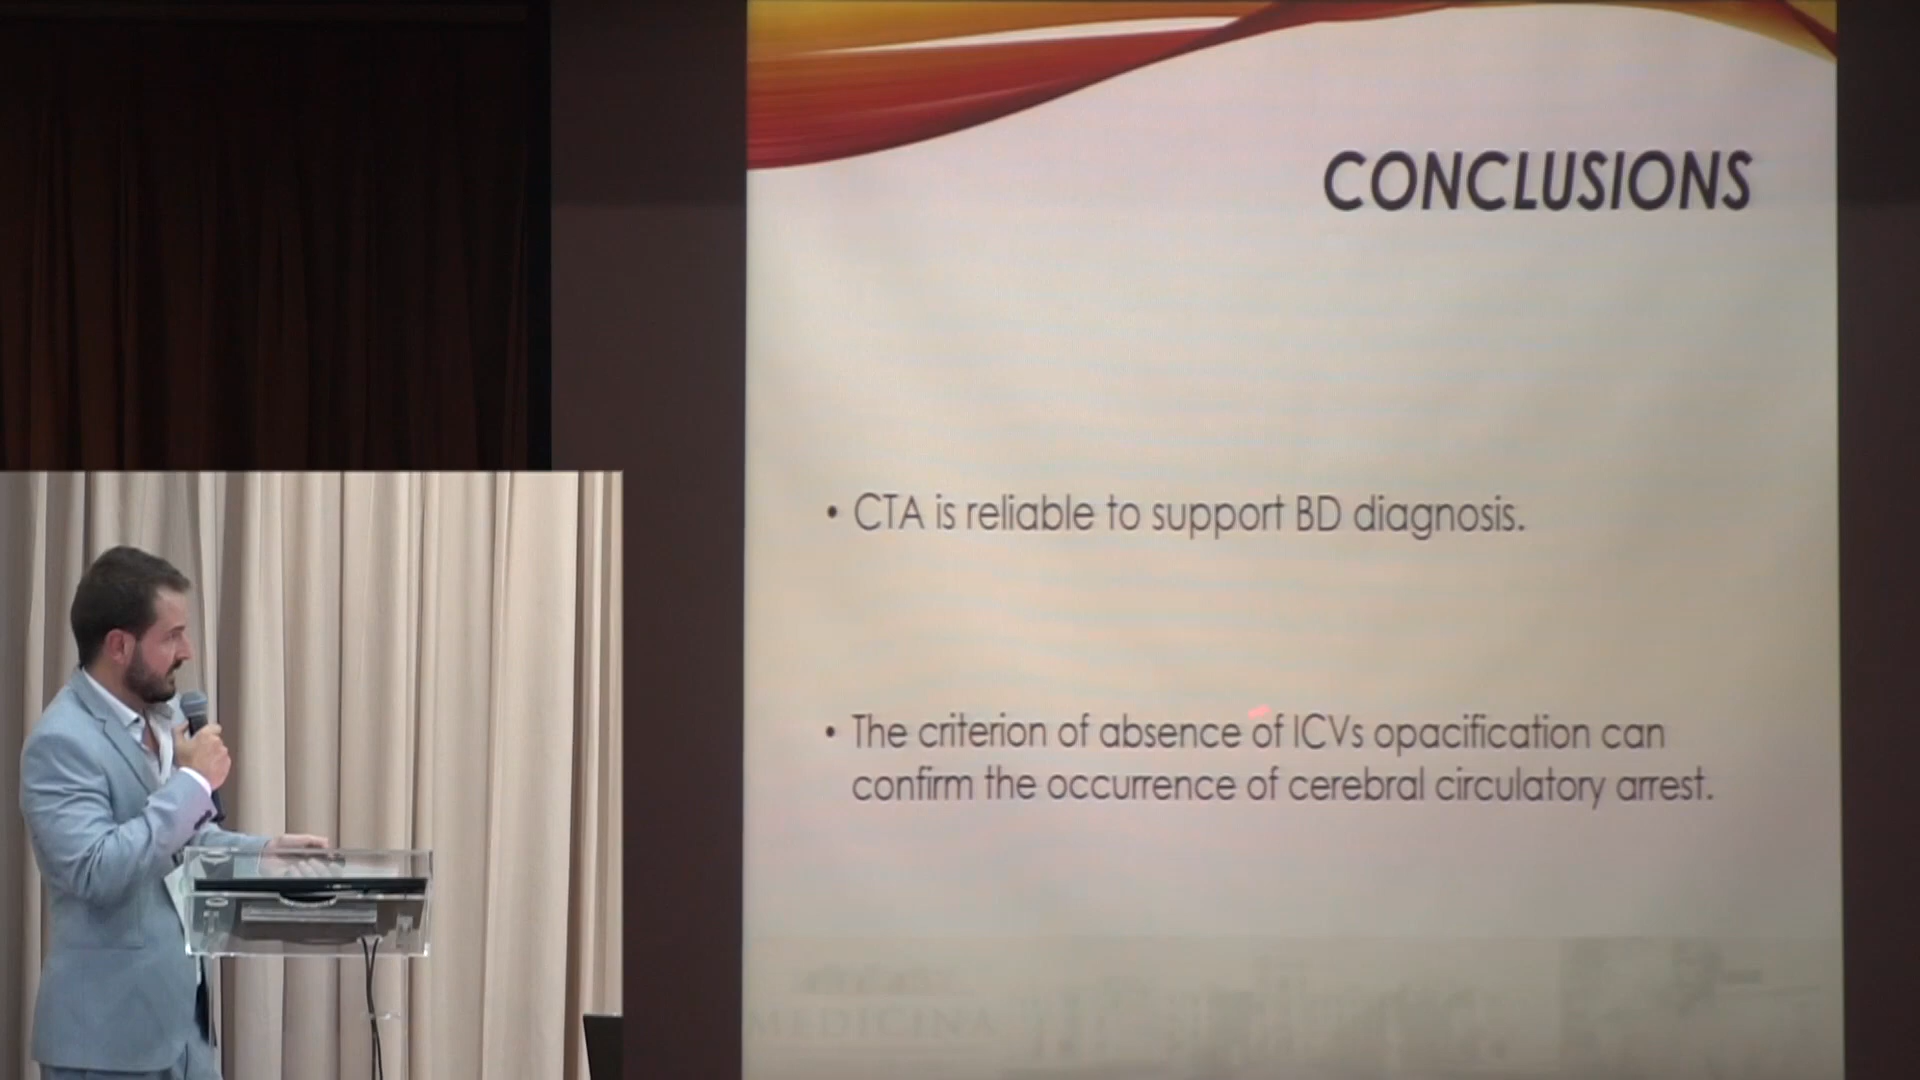 CONCLUSIONS
• CTA is reliable to support BD diagnosis.
• The criterion of absence of ICVs opacification can
confirm the occurrence of cerebral circulatory arrest.
MEDICINA